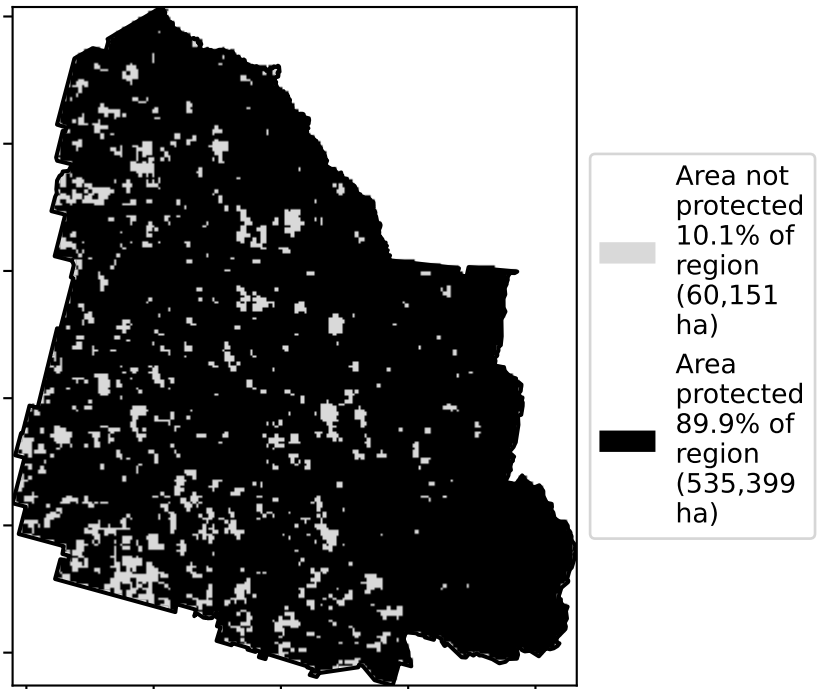 Area not
protected
10.1% of
region
(60,151
ha)
Area
protected
89.9% of
region
(535,399
ha)